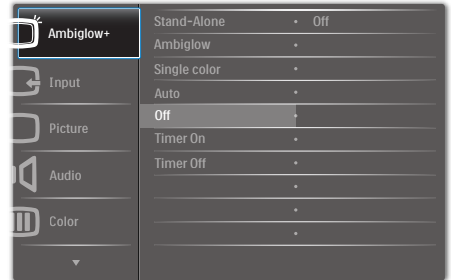 Ambiglow+
Input
Picture
Audio
Color
Stand-Alone • Off
Ambiglow •
Single color •
Auto •
Off •
Timer On •
Timer Off •
•
•
•